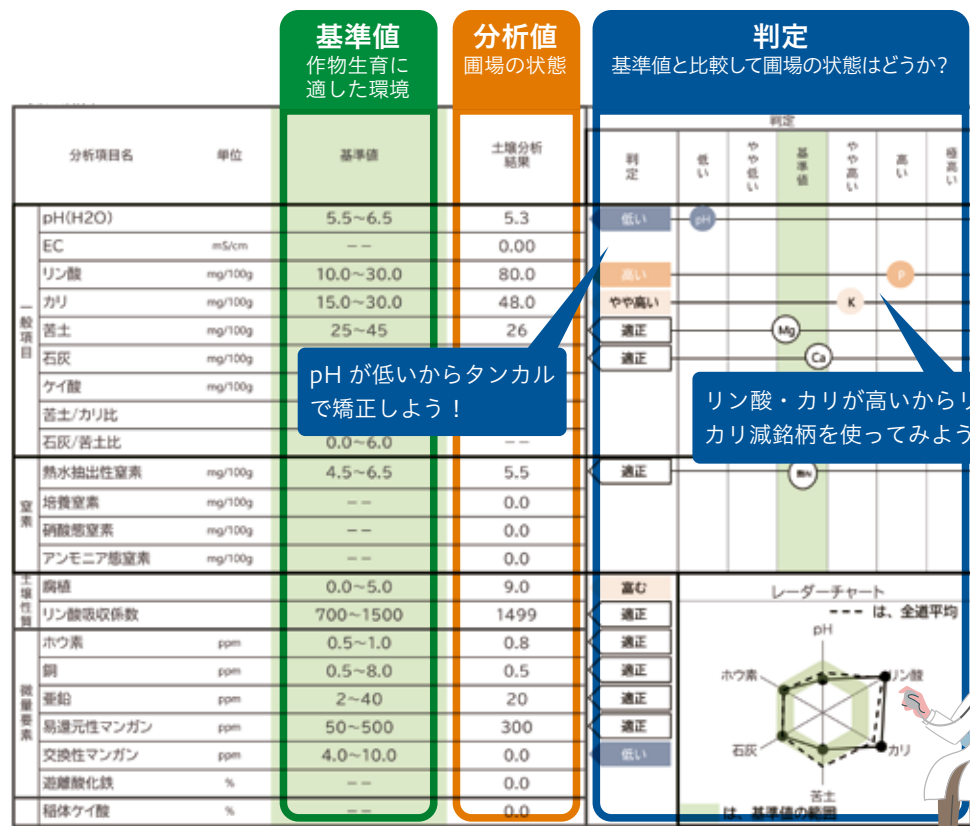 基準値
作物生育に
適した環境
分析値
圃場の状態
判定
基準値と比較して圃場の状態はどうか?
判定
分析項目名 単位 基準値 土壌分析結果 判定 低い やや低い 基準値 やや高い 高い 極高い
一般項目
pH(H2O) 5.5~6.5 5.3 低い pH
EC mS/cm -- 0.00
リン酸 mg/100g 10.0~30.0 80.0 高い P
カリ mg/100g 15.0~30.0 48.0 やや高い K
苦土 mg/100g 25~45 26 適正 Mg
石灰 mg/100g 適正 Ca
ケイ酸 mg/100g
苦土/カリ比
石灰/苦土比 0.0~6.0 --
pH が低いからタンカル
で矯正しよう!
リン酸・カリが高いからリ
カリ減銘柄を使ってみよう
窒素
熱水抽出性窒素 mg/100g 4.5~6.5 5.5 適正
培養窒素 mg/100g -- 0.0
硝酸態窒素 mg/100g -- 0.0
アンモニア態窒素 mg/100g -- 0.0
土壌性質
腐植 0.0~5.0 9.0 富む
リン酸吸収係数 700~1500 1499 適正
微量要素
ホウ素 ppm 0.5~1.0 0.8 適正
銅 ppm 0.5~8.0 0.5 適正
亜鉛 ppm 2~40 20 適正
易還元性マンガン ppm 50~500 300 適正
交換性マンガン ppm 4.0~10.0 0.0 低い
遊離酸化鉄 % -- 0.0
稲体ケイ酸 % -- 0.0
レーダーチャート
--- は、全道平均
pH
ホウ素 リン酸
石灰 カリ
苦土
は、基準値の範囲